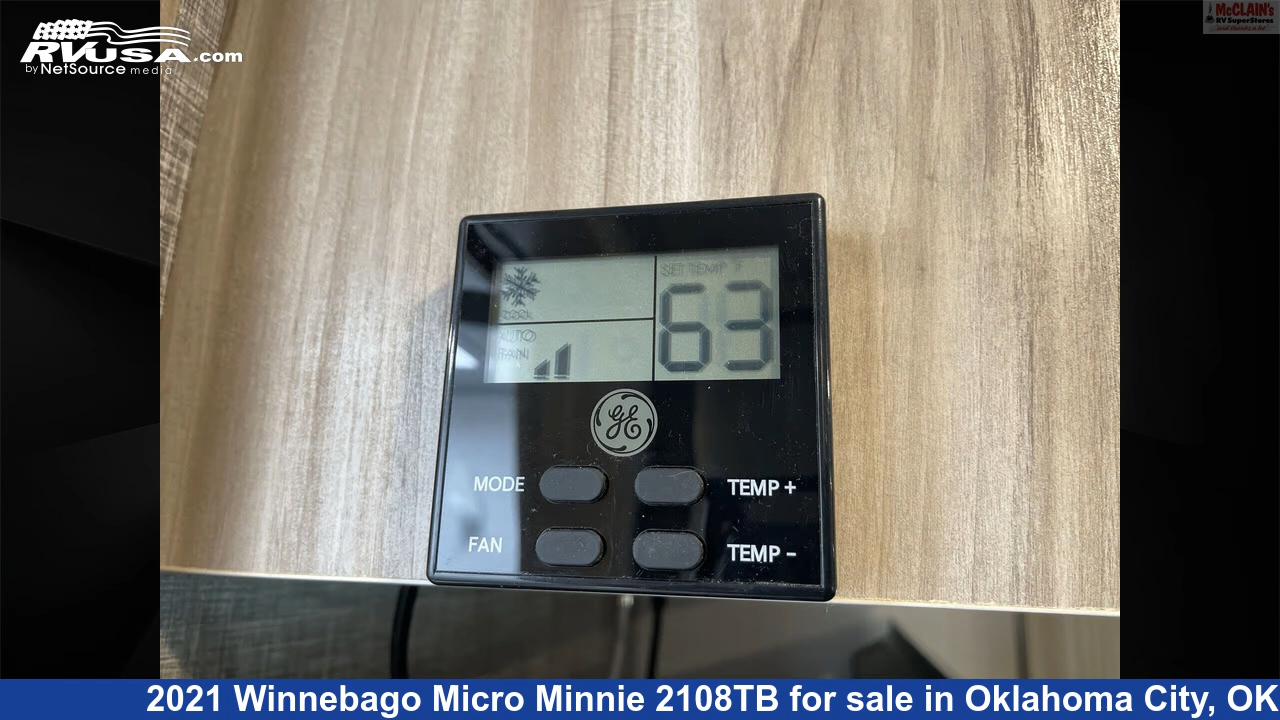 RVUSA.com
by NetSource media
McCLAIN's
RV SuperStores
SET TEMP °F
COOL
63
AUTO
FAN
GE
MODE
TEMP +
FAN
TEMP -
2021 Winnebago Micro Minnie 2108TB for sale in Oklahoma City, OK